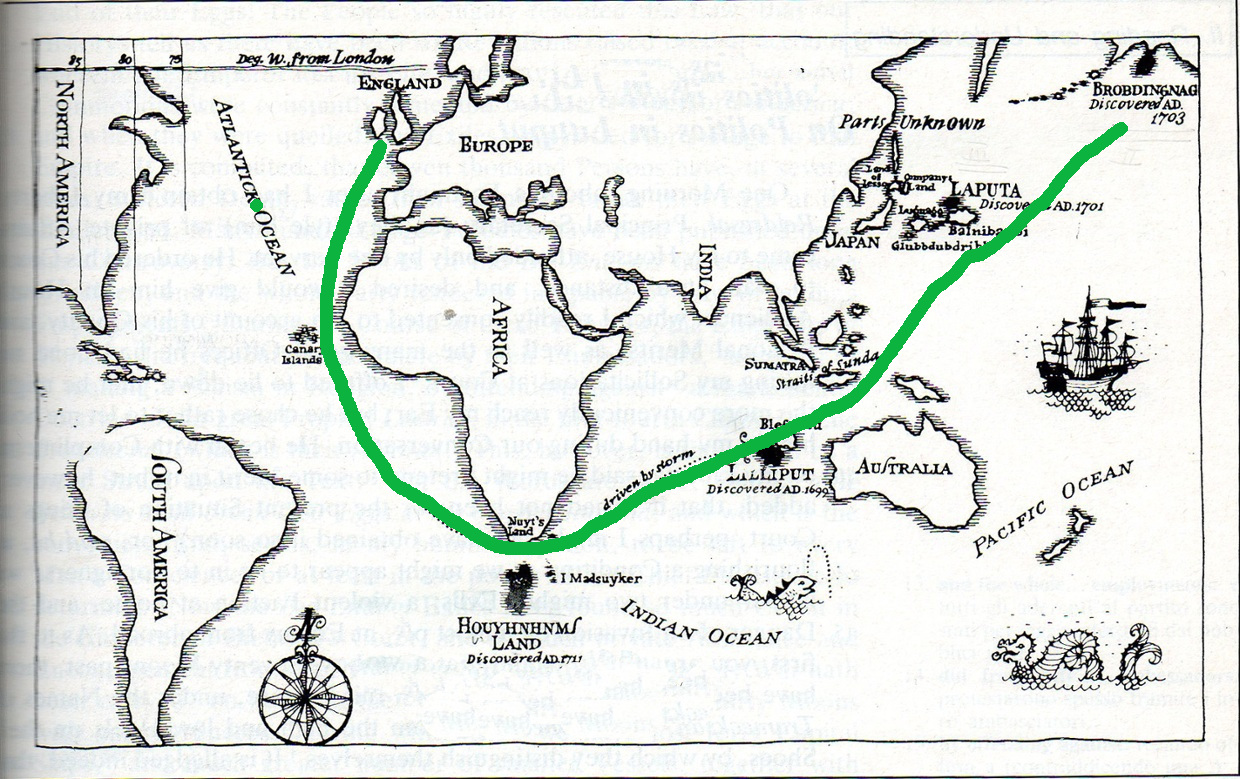 85 80 75 Deg. W. from London
NORTH AMERICA
ATLANTICK OCEAN
ENGLAND
EUROPE
Canary
Islands
AFRICA
INDIA
Parts Unknown
BROBDINGNAG
Discovered AD.
1703
Companys
Land
LAPUTA
Discovered AD. 1701
Balnibarbi
Glubbdubdrib
JAPAN
SUMATRA
Straits of Sunda
driven by storm
LILLIPUT
Discovered AD. 1699
AUSTRALIA
PACIFIC OCEAN
SOUTH AMERICA
Nuyt's
Land
I Madsuyker
HOUYHNHNMS
LAND
Discovered AD. 1711
INDIAN OCEAN